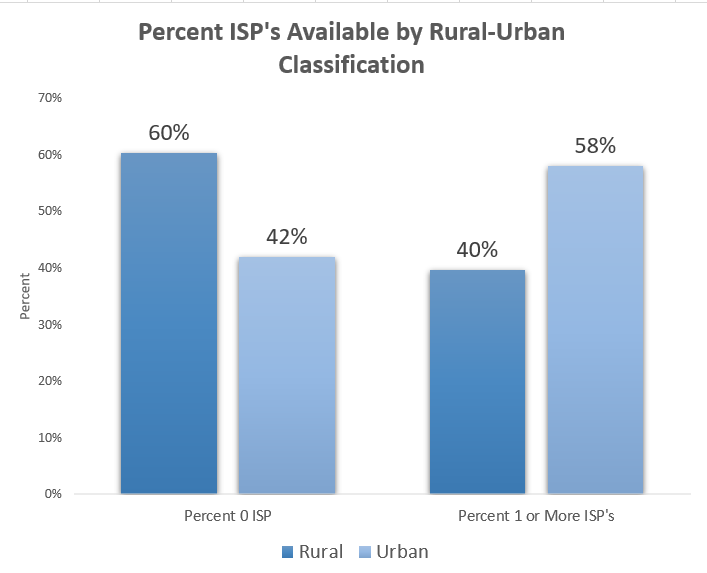 Percent ISP's Available by Rural-Urban
Classification
70%
60%
50%
40%
30%
20%
10%
0%
Percent
60%
42%
40%
58%
Percent 0 ISP
Percent 1 or More ISP's
Rural
Urban